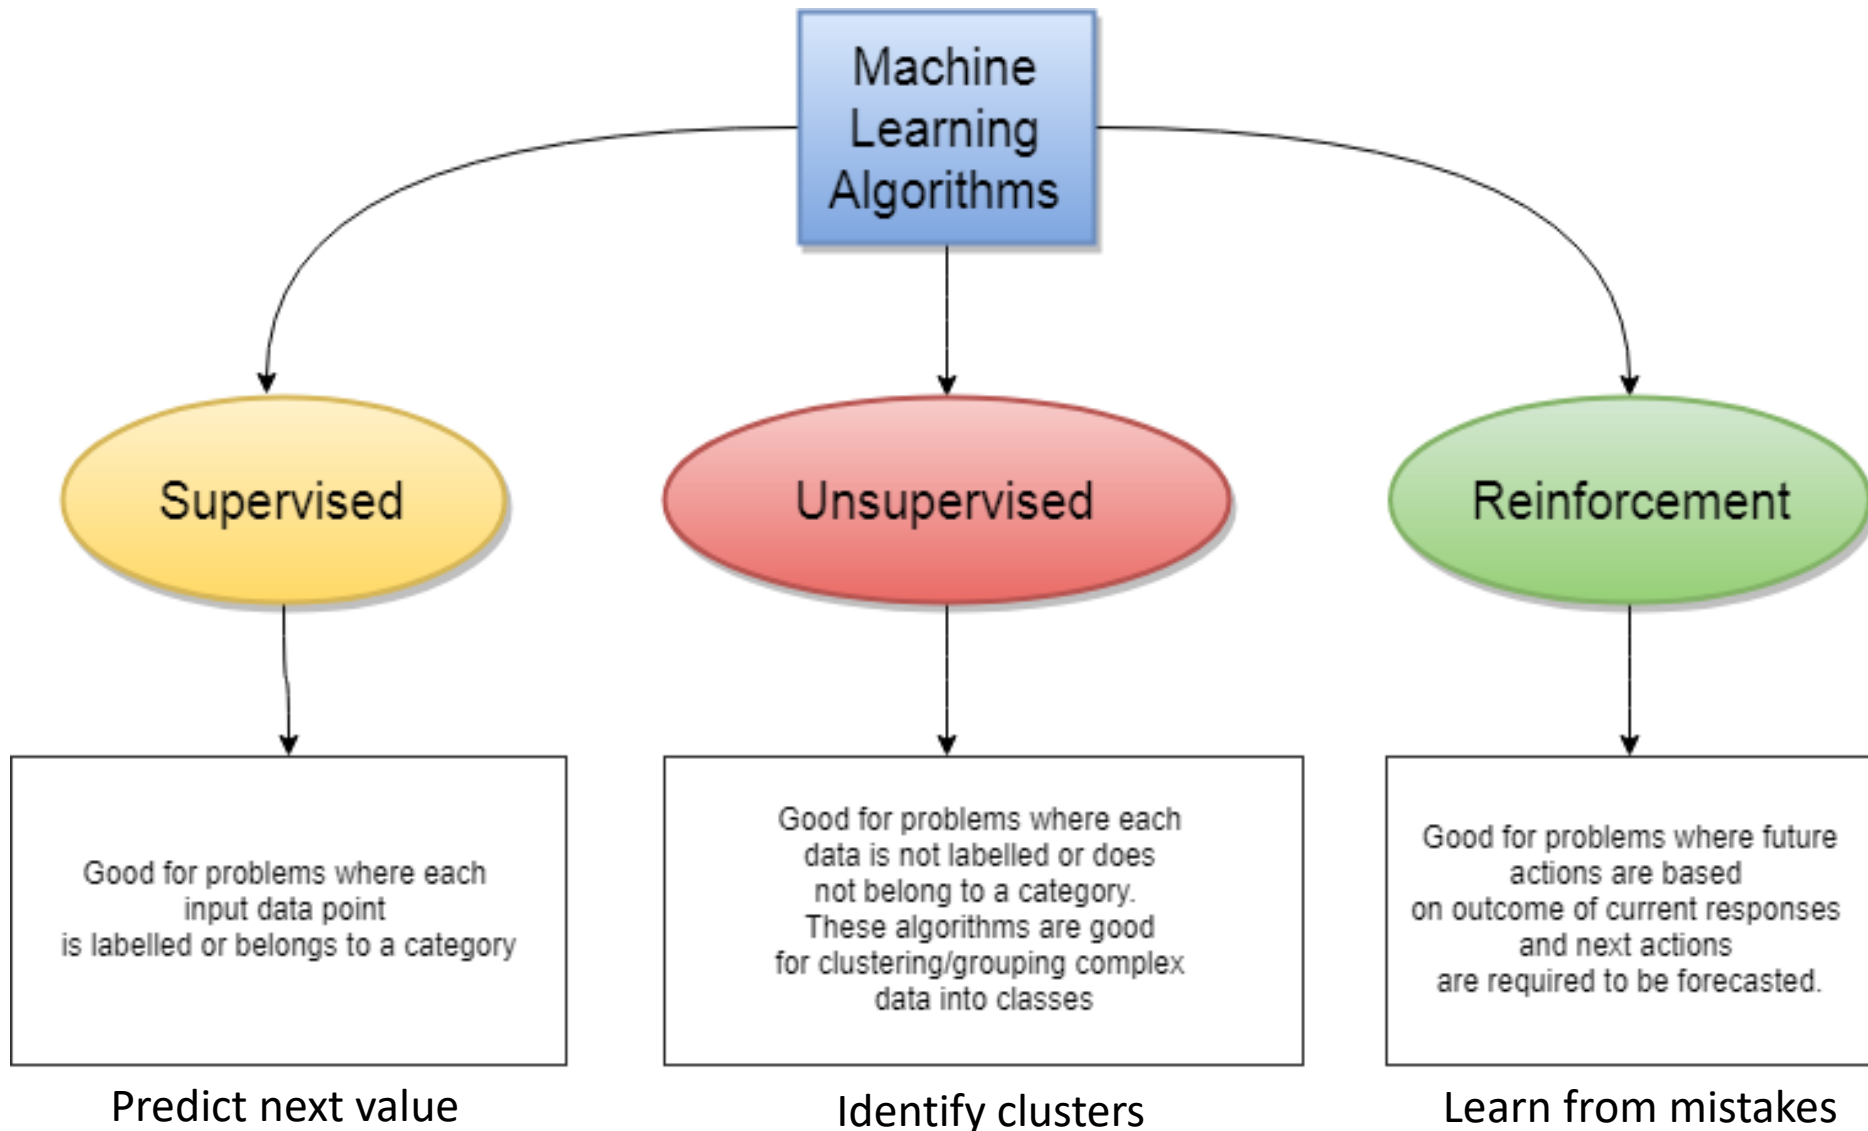 Machine
Learning
Algorithms
Supervised
Unsupervised
Reinforcement
Good for problems where each
input data point
is labelled or belongs to a category
Good for problems where each
data is not labelled or does
not belong to a category.
These algorithms are good
for clustering/grouping complex
data into classes
Good for problems where future
actions are based
on outcome of current responses
and next actions
are required to be forecasted.
Predict next value
Identify clusters
Learn from mistakes